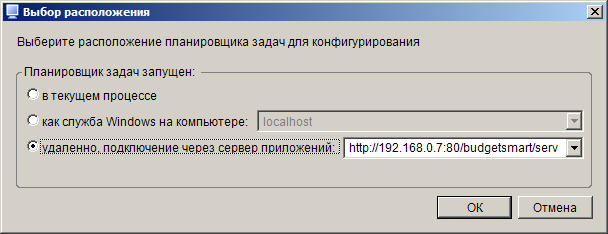 Выбор расположения
Выберите расположение планировщика задач для конфигурирования
Планировщик задач запущен:
в текущем процессе
как служба Windows на компьютере: localhost
удаленно, подключение через сервер приложений: http://192.168.0.7:80/budgetsmart/serv
ОК Отмена